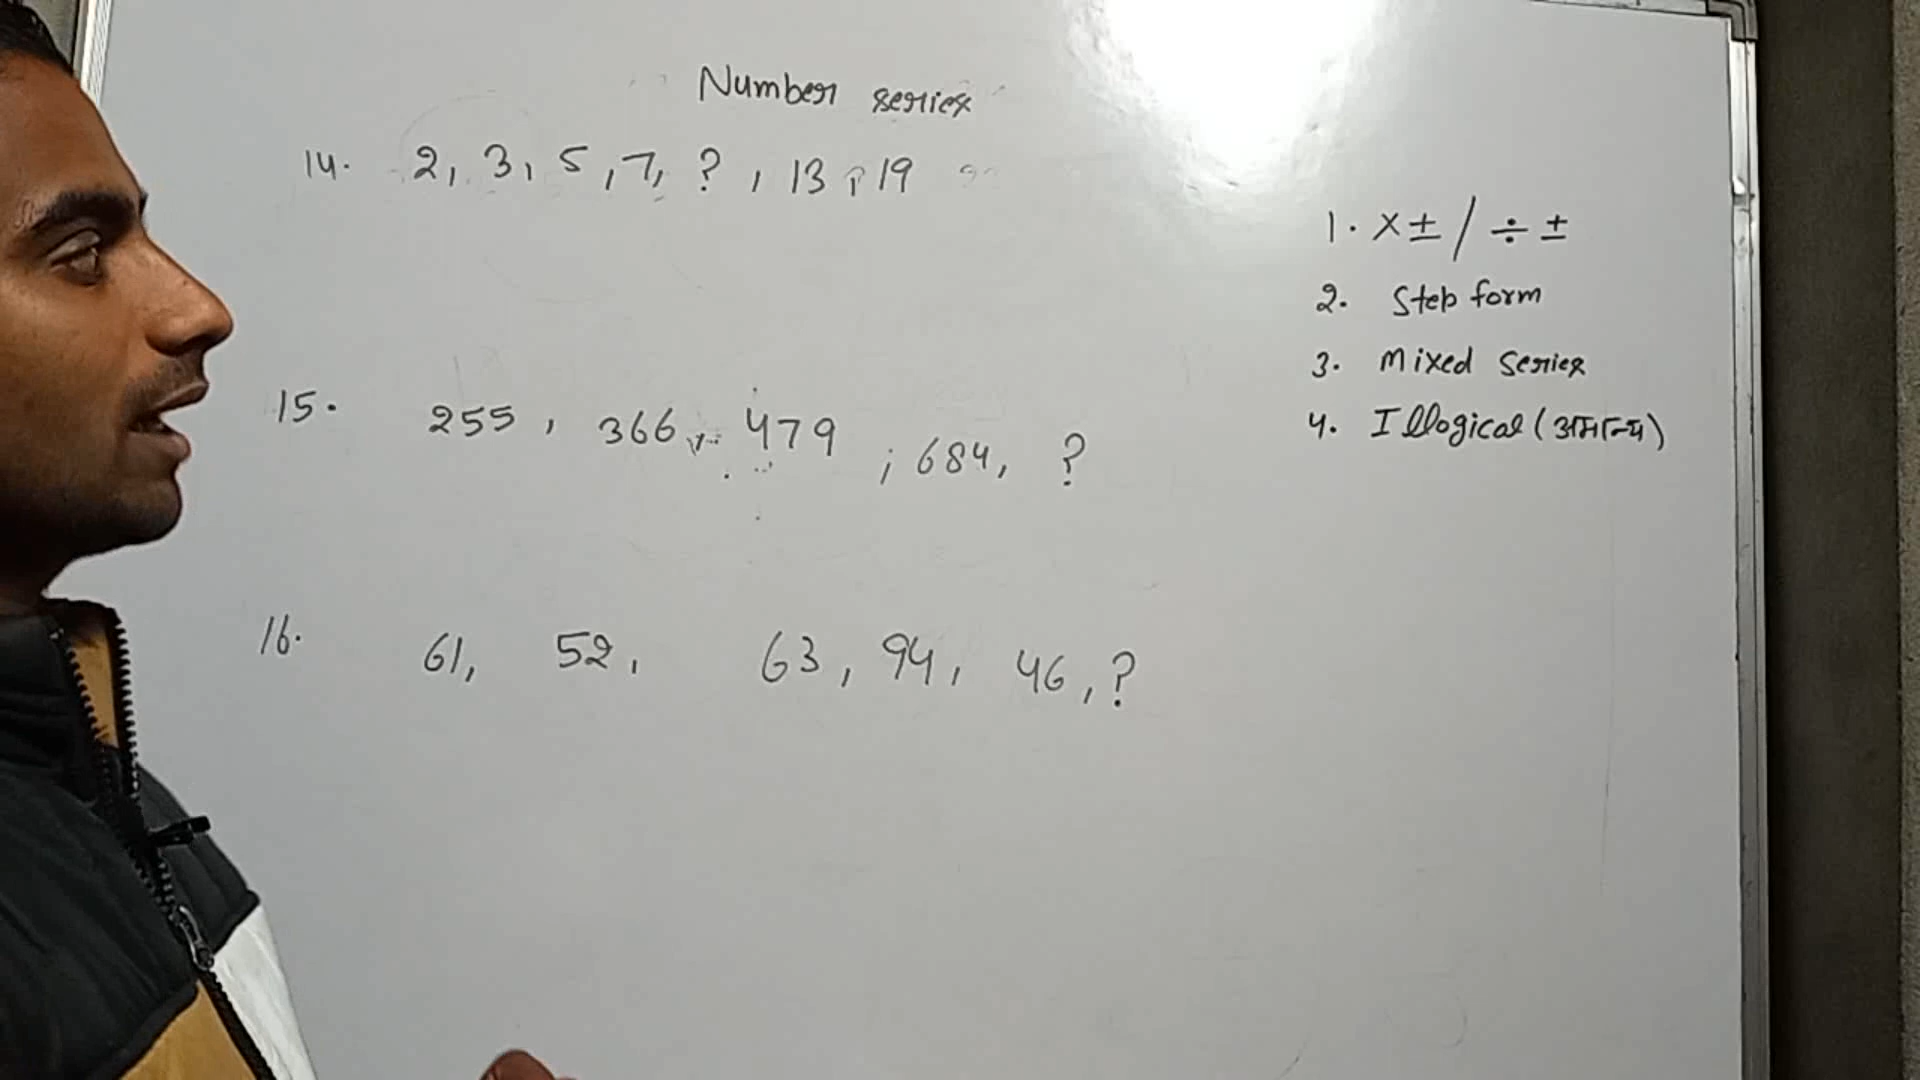 Number series
14. 2, 3, 5, 7, ?, 13, 19
15. 255, 366, 479, 684, ?
16. 61, 52, 63, 94, 46, ?
1. ×± / ÷±
2. Step form
3. Mixed series
4. Illogical (